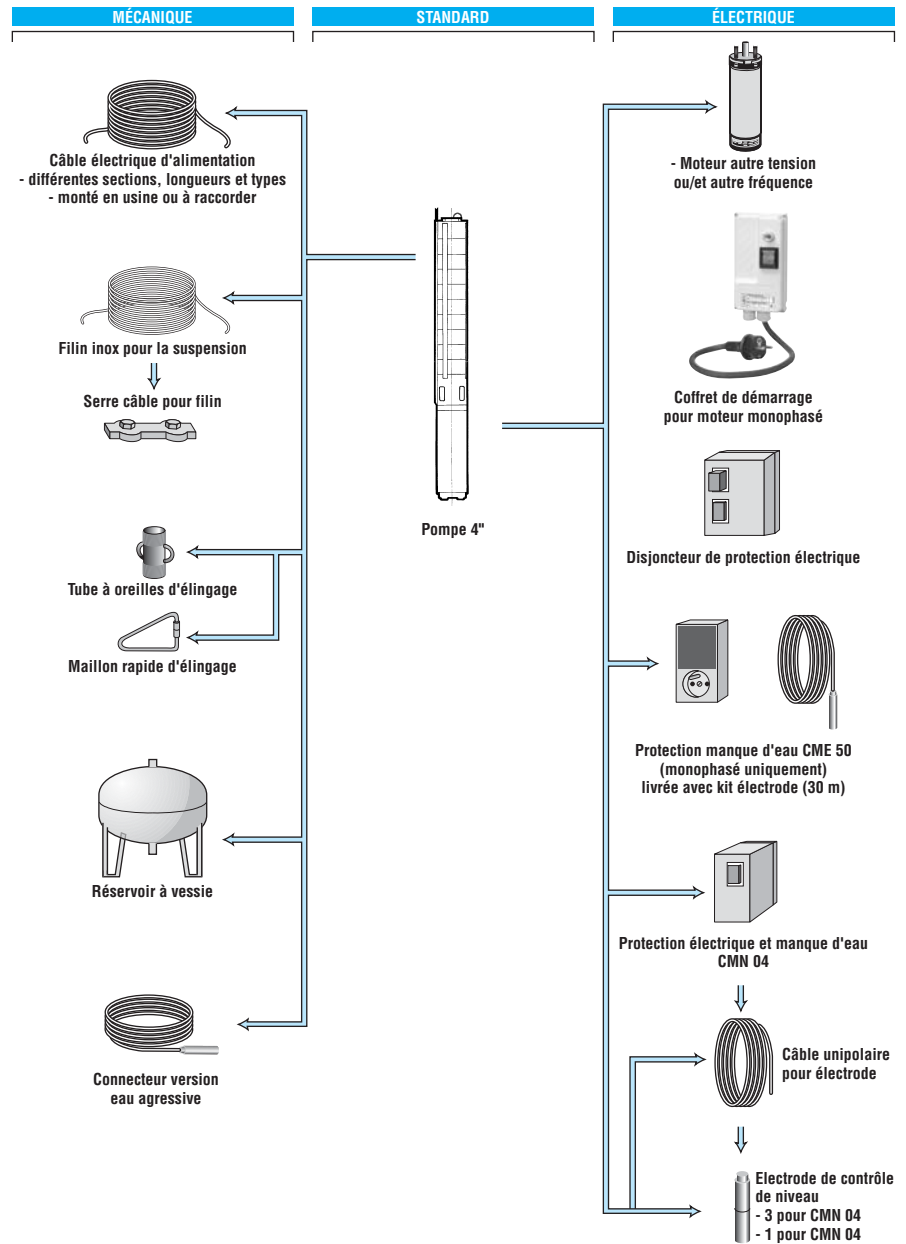 MÉCANIQUE
STANDARD
ÉLECTRIQUE
Câble électrique d'alimentation
- différentes sections, longueurs et types
- monté en usine ou à raccorder
Filin inox pour la suspension
Serre câble pour filin
Tube à oreilles d'élingage
Maillon rapide d'élingage
Réservoir à vessie
Connecteur version
eau agressive
Pompe 4"
- Moteur autre tension
ou/et autre fréquence
Coffret de démarrage
pour moteur monophasé
Disjoncteur de protection électrique
Protection manque d'eau CME 50
(monophasé uniquement)
livrée avec kit électrode (30 m)
Protection électrique et manque d'eau
CMN 04
Câble unipolaire
pour électrode
Electrode de contrôle
de niveau
- 3 pour CMN 04
- 1 pour CMN 04